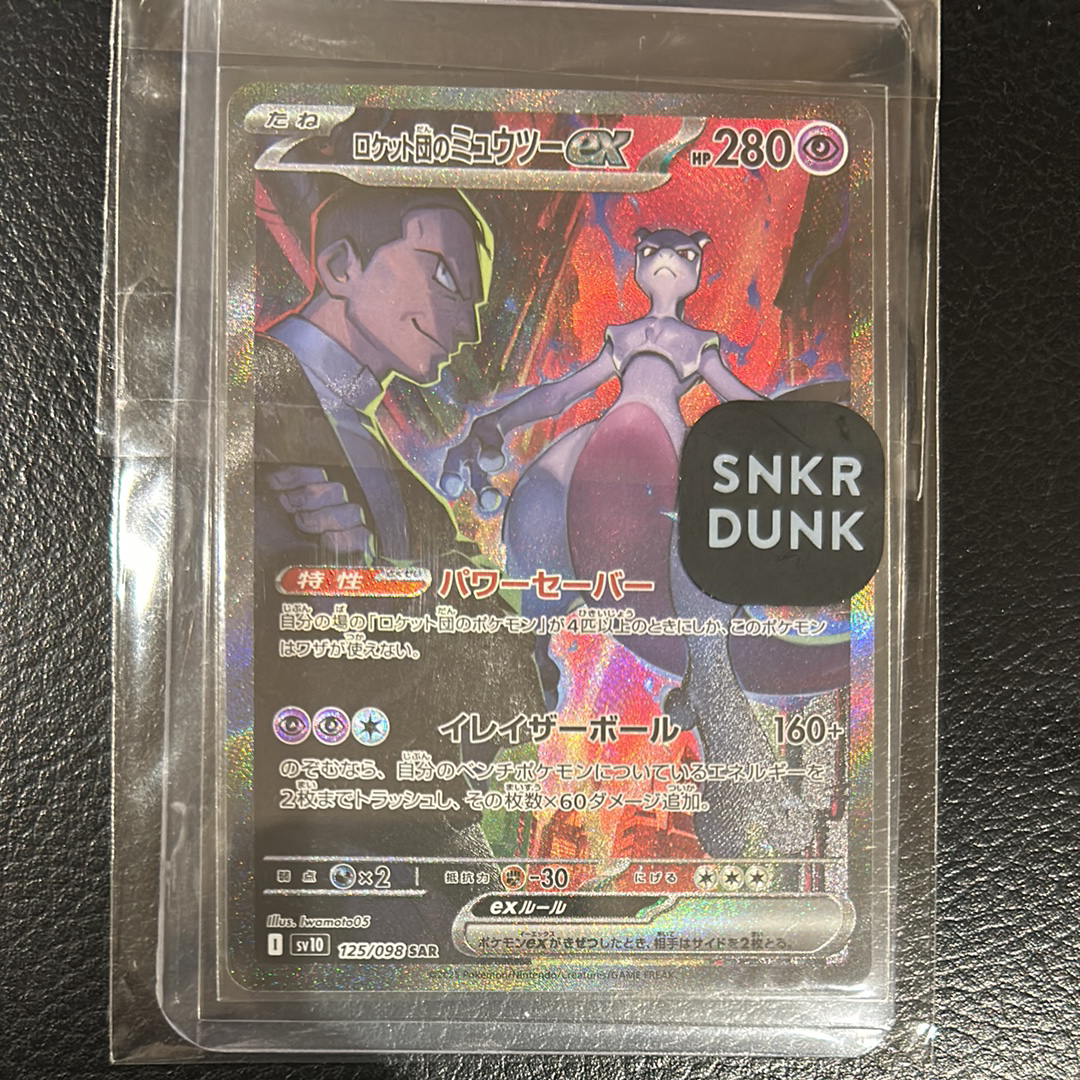 たね
ロケット団のミュウツーex
HP 280
SNKR
DUNK
特性 パワーセーバー
自分の場の「ロケット団のポケモン」が4匹以上のときにしか、このポケモン
はワザが使えない。
イレイザーボール 160+
のぞむなら、自分のベンチポケモンについているエネルギーを
2枚までトラッシュし、その枚数×60ダメージ追加。
弱点 ×2 抵抗力 -30 にげる
exルール
ポケモンexがきぜつしたとき、相手はサイドを2枚とる。
Illus. Iwamoto05
I sv10 125/098 SAR
©2025 Pokémon/Nintendo/Creatures/GAME FREAK.